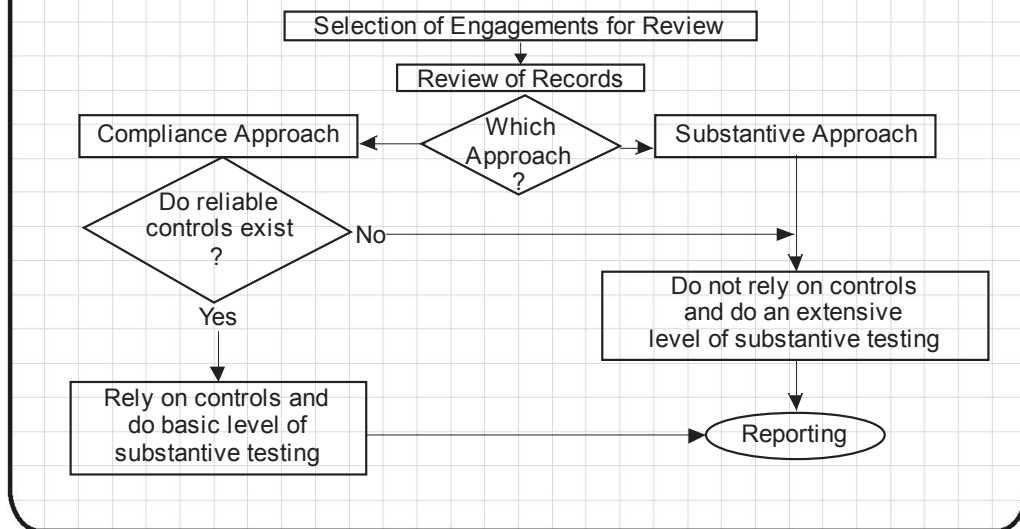 Selection of Engagements for Review
Review of Records
Which
Approach
?
Compliance Approach
Substantive Approach
Do reliable
controls exist
?
No
Yes
Do not rely on controls
and do an extensive
level of substantive testing
Rely on controls and
do basic level of
substantive testing
Reporting